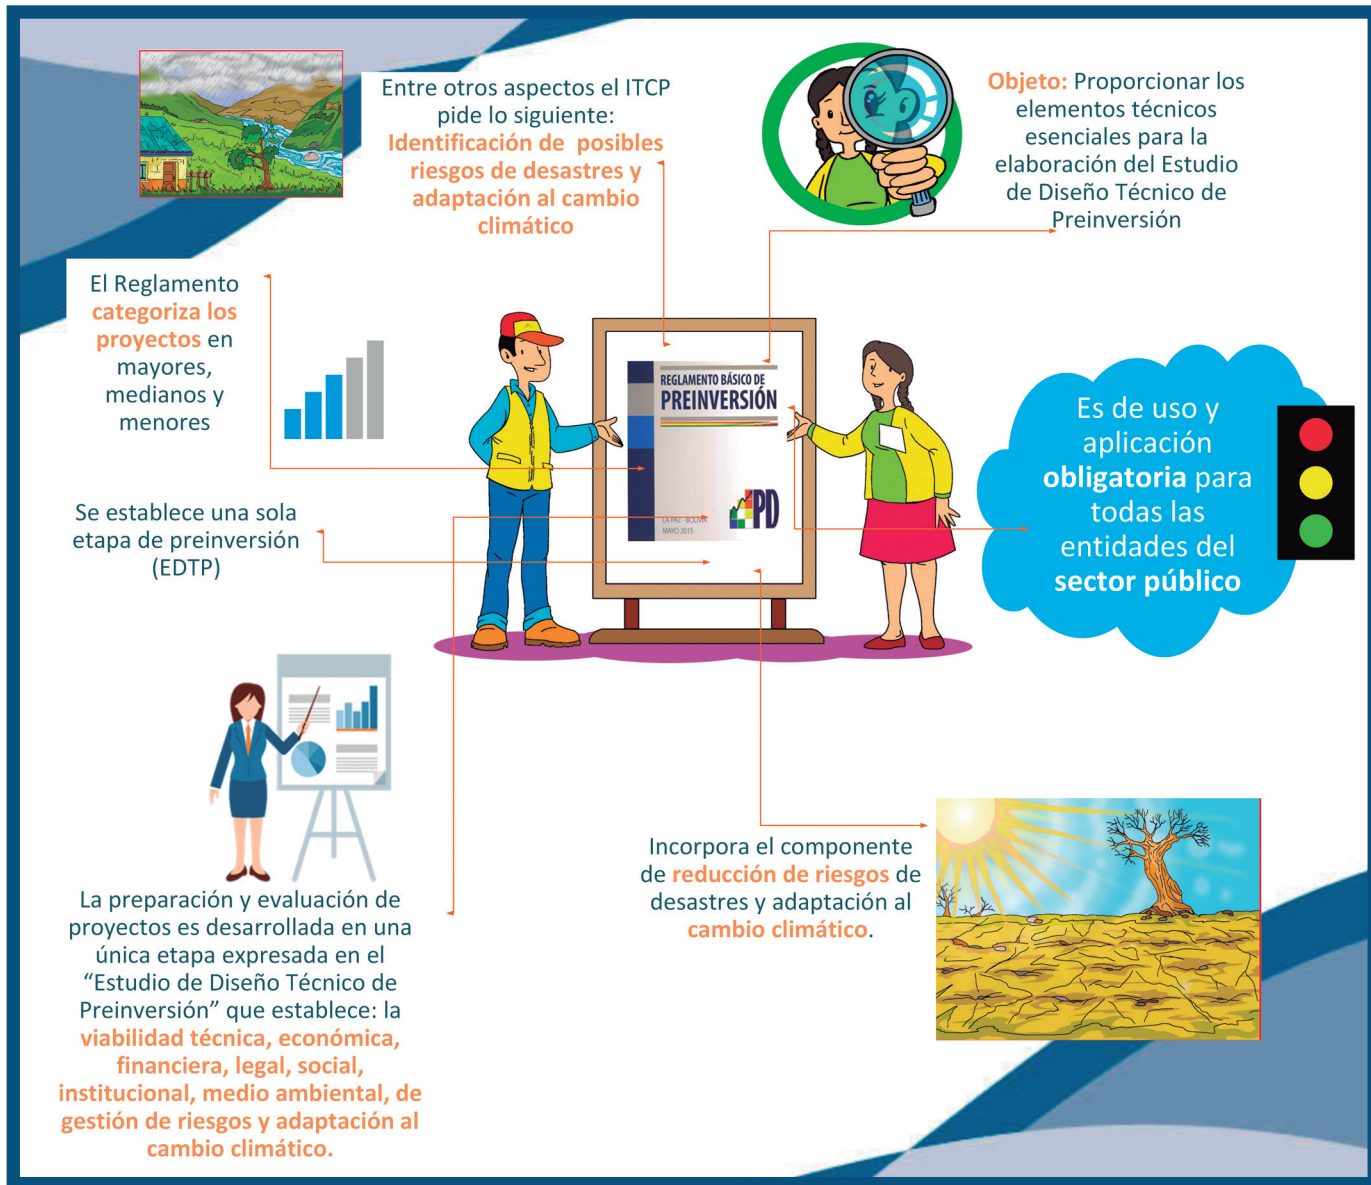 Entre otros aspectos el ITCP
pide lo siguiente:
Identificación de posibles
riesgos de desastres y
adaptación al cambio
climático
Objeto: Proporcionar los
elementos técnicos
esenciales para la
elaboración del Estudio
de Diseño Técnico de
Preinversión
El Reglamento
categoriza los
proyectos en
mayores,
medianos y
menores
REGLAMENTO BÁSICO DE
PREINVERSIÓN
PD
LA PAZ - BOLIVIA
MAYO 2015
Es de uso y
aplicación
obligatoria para
todas las
entidades del
sector público
Se establece una sola
etapa de preinversión
(EDTP)
La preparación y evaluación de
proyectos es desarrollada en una
única etapa expresada en el
“Estudio de Diseño Técnico de
Preinversión” que establece: la
viabilidad técnica, económica,
financiera, legal, social,
institucional, medio ambiental, de
gestión de riesgos y adaptación al
cambio climático.
Incorpora el componente
de reducción de riesgos de
desastres y adaptación al
cambio climático.